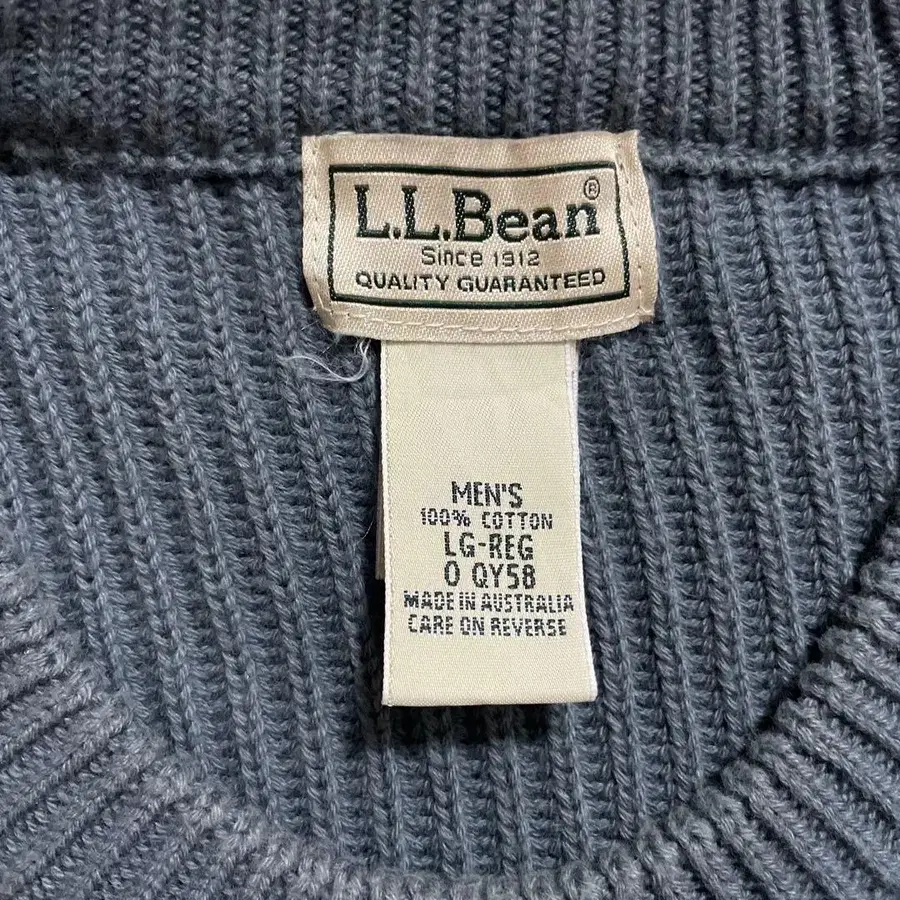 L.L.Bean®
Since 1912
QUALITY GUARANTEED
MEN'S
100% COTTON
LG-REG
0 QY58
MADE IN AUSTRALIA
CARE ON REVERSE